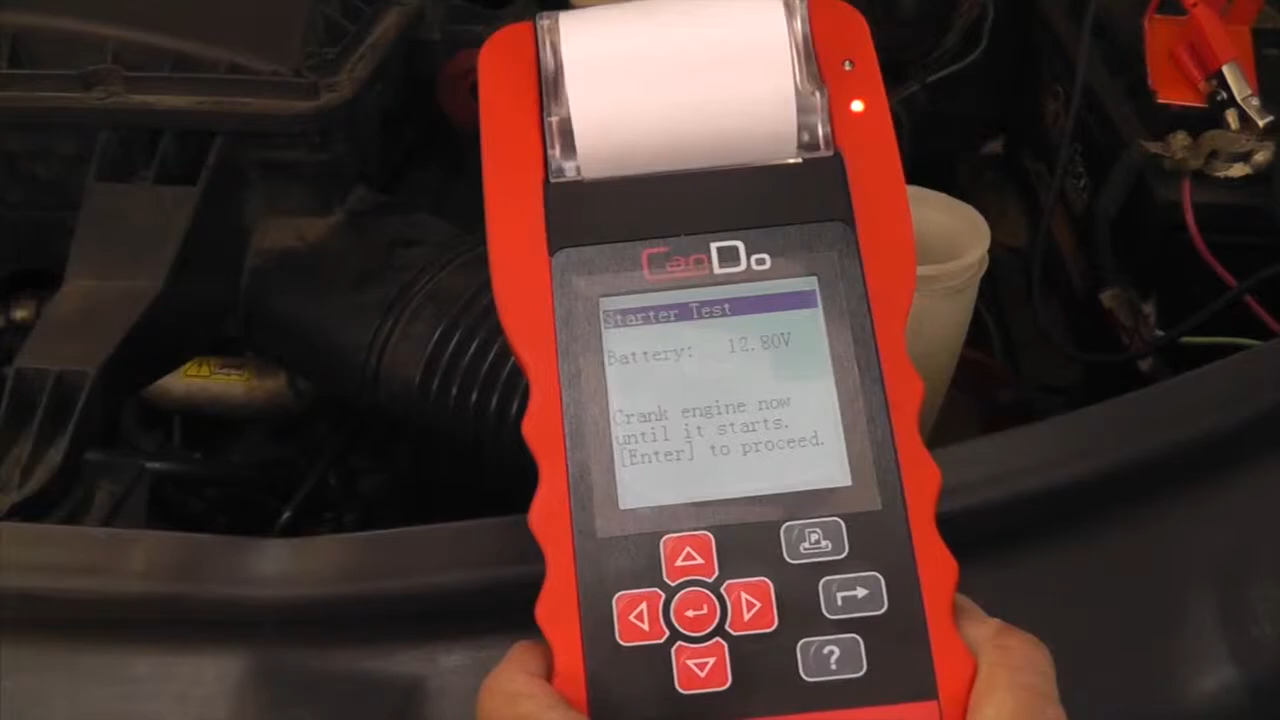 CanDo
Starter Test
Battery: 12.80V
Crank engine now
until it starts.
[Enter] to proceed.
P
?